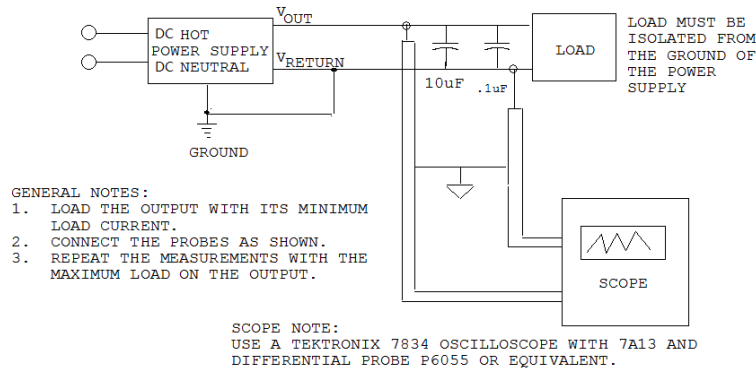 V OUT
DC HOT
POWER SUPPLY
DC NEUTRAL
V RETURN
GROUND
10uF
.1uF
LOAD
LOAD MUST BE
ISOLATED FROM
THE GROUND OF
THE POWER
SUPPLY
GENERAL NOTES:
1. LOAD THE OUTPUT WITH ITS MINIMUM
LOAD CURRENT.
2. CONNECT THE PROBES AS SHOWN.
3. REPEAT THE MEASUREMENTS WITH THE
MAXIMUM LOAD ON THE OUTPUT.
SCOPE
SCOPE NOTE:
USE A TEKTRONIX 7834 OSCILLOSCOPE WITH 7A13 AND
DIFFERENTIAL PROBE P6055 OR EQUIVALENT.